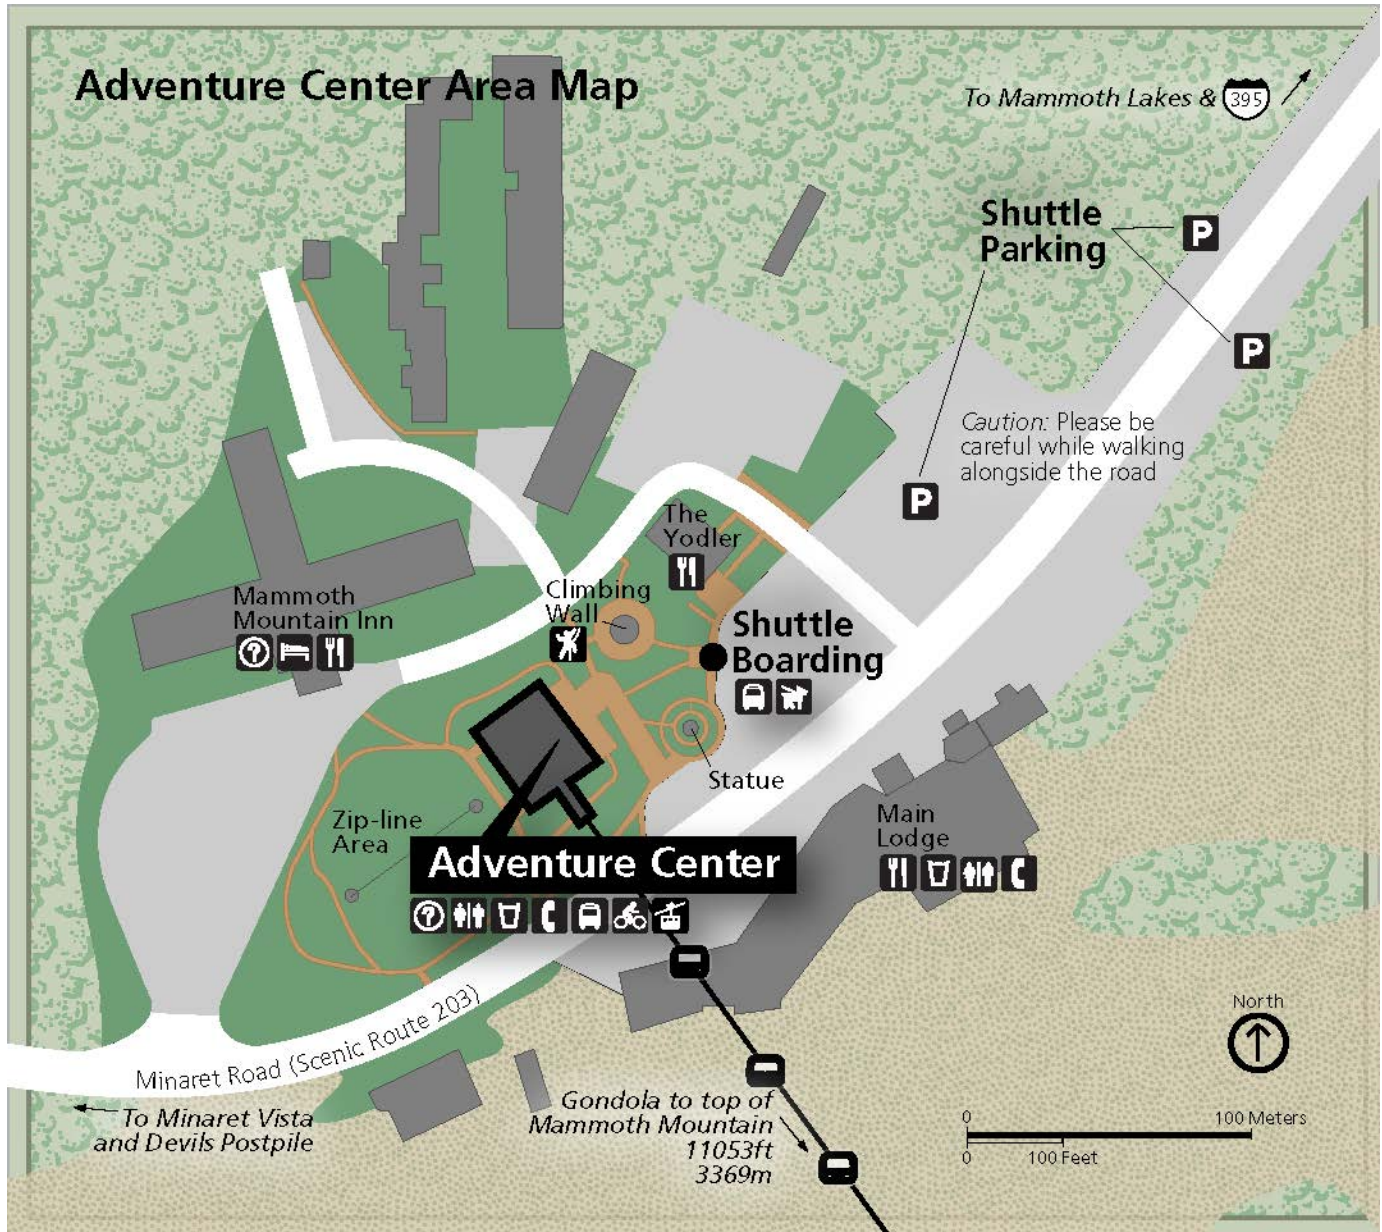 Adventure Center Area Map
To Mammoth Lakes &
395
Shuttle
Parking
P
P
P
Caution: Please be
careful while walking
alongside the road
The
Yodler
Climbing
Wall
Mammoth
Mountain Inn
?
Shuttle
Boarding
Statue
Zip-line
Area
Main
Lodge
Adventure Center
?
Minaret Road (Scenic Route 203)
To Minaret Vista
and Devils Postpile
Gondola to top of
Mammoth Mountain
11053ft
3369m
North
0 100 Meters
0 100 Feet